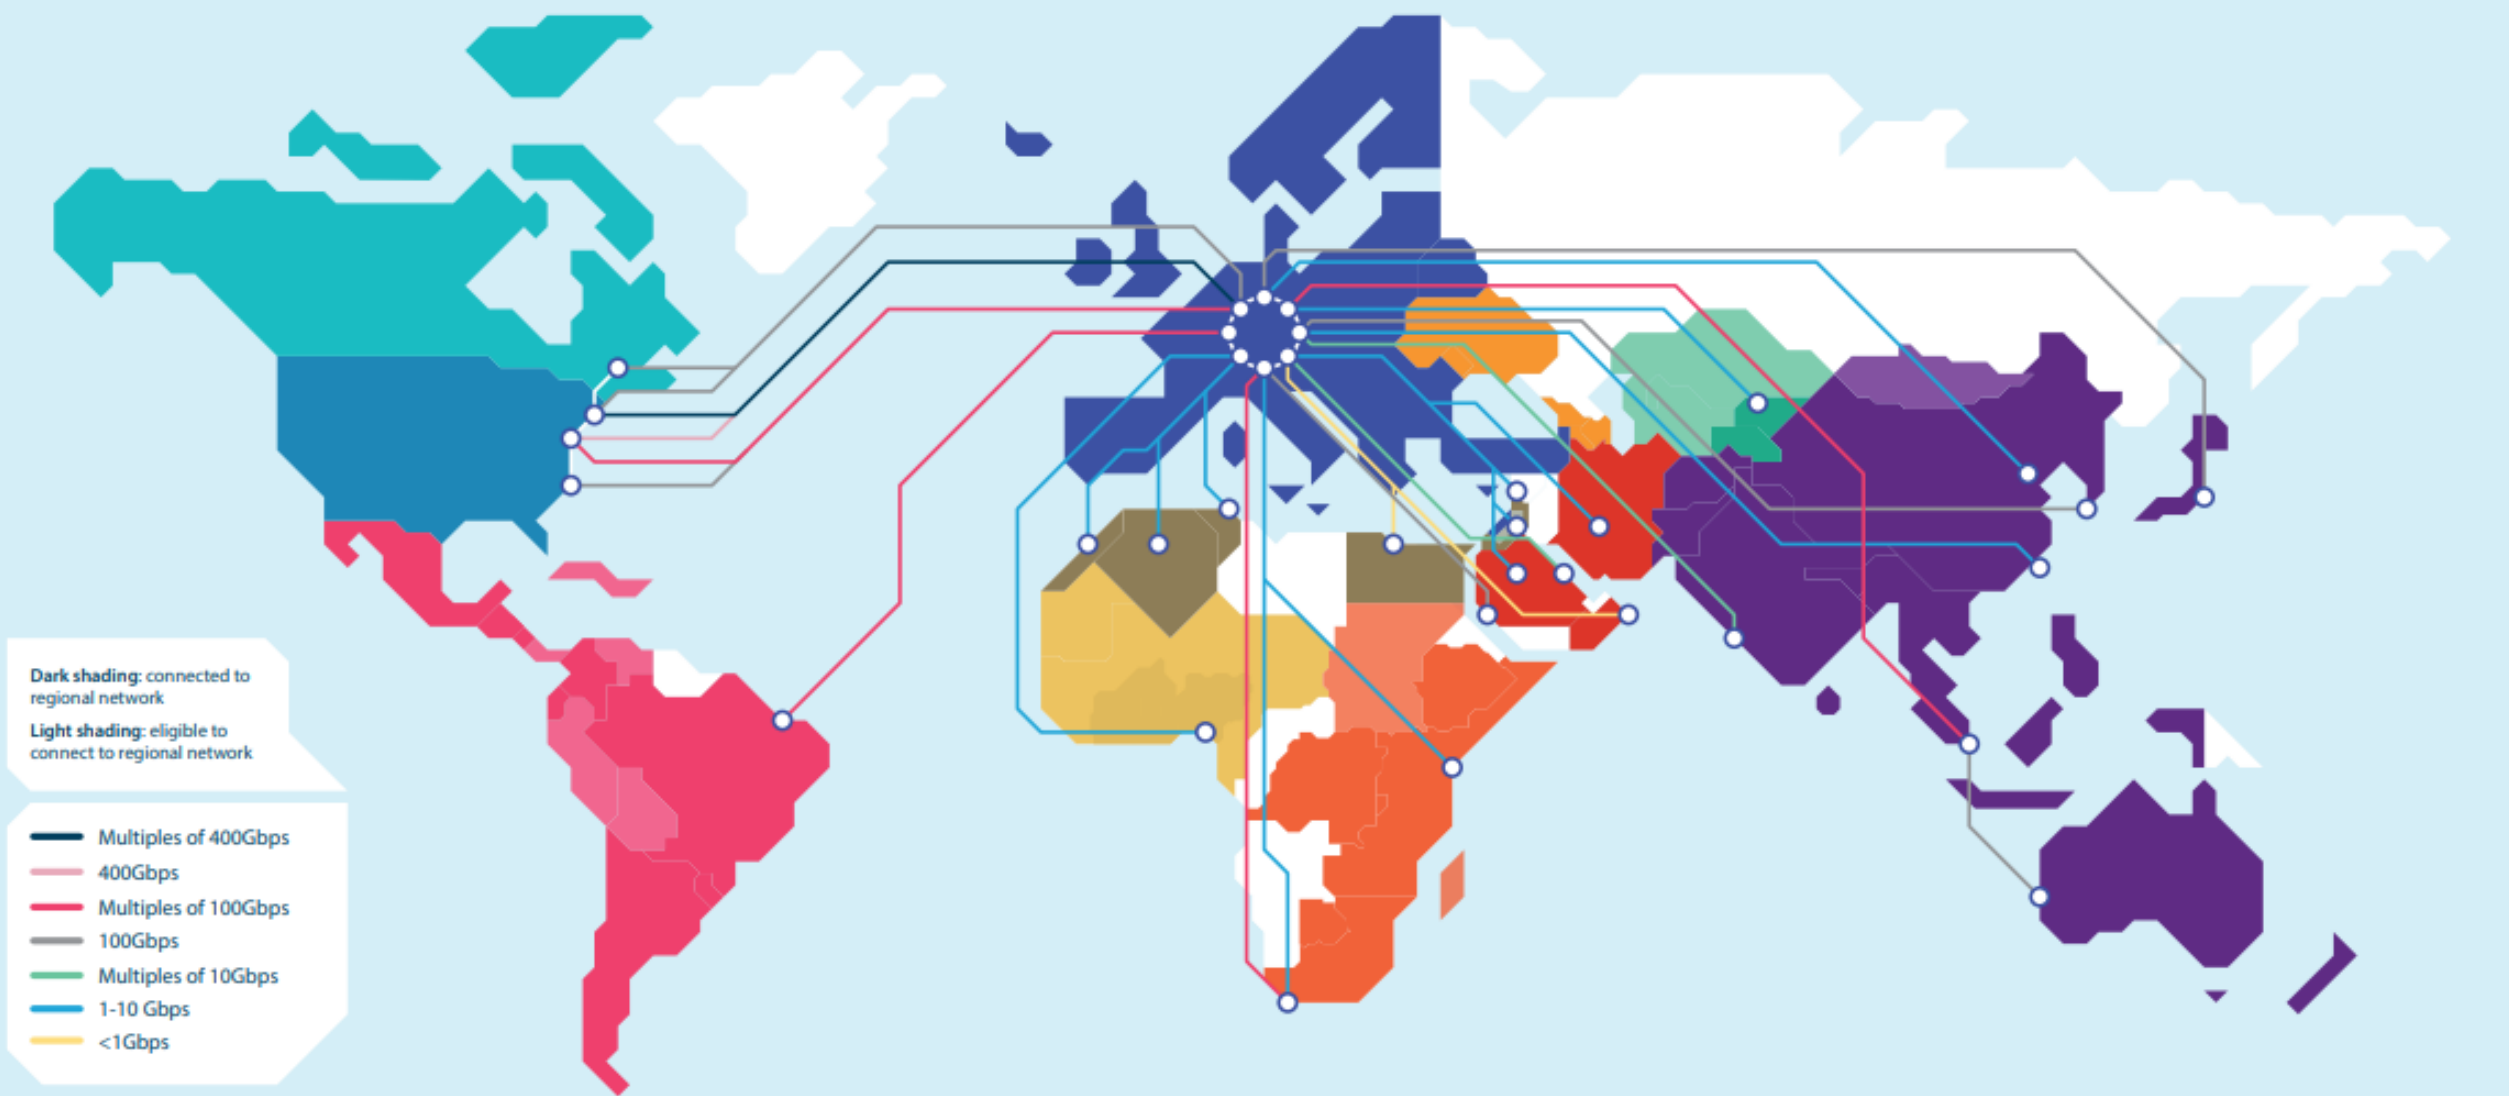 Dark shading: connected to
regional network
Light shading: eligible to
connect to regional network
Multiples of 400Gbps
400Gbps
Multiples of 100Gbps
100Gbps
Multiples of 10Gbps
1-10 Gbps
<1Gbps